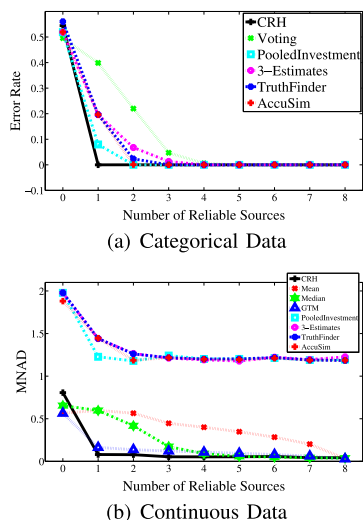 CRH
Voting
PooledInvestment
3−Estimates
TruthFinder
AccuSim
0.5
0.4
0.3
0.2
0.1
0
−0.1
Error Rate
0 1 2 3 4 5 6 7 8
Number of Reliable Sources
(a) Categorical Data
CRH
Mean
Median
GTM
PooledInvestment
3−Estimates
TruthFinder
AccuSim
2
1.5
1
0.5
0
MNAD
0 1 2 3 4 5 6 7 8
Number of Reliable Sources
(b) Continuous Data